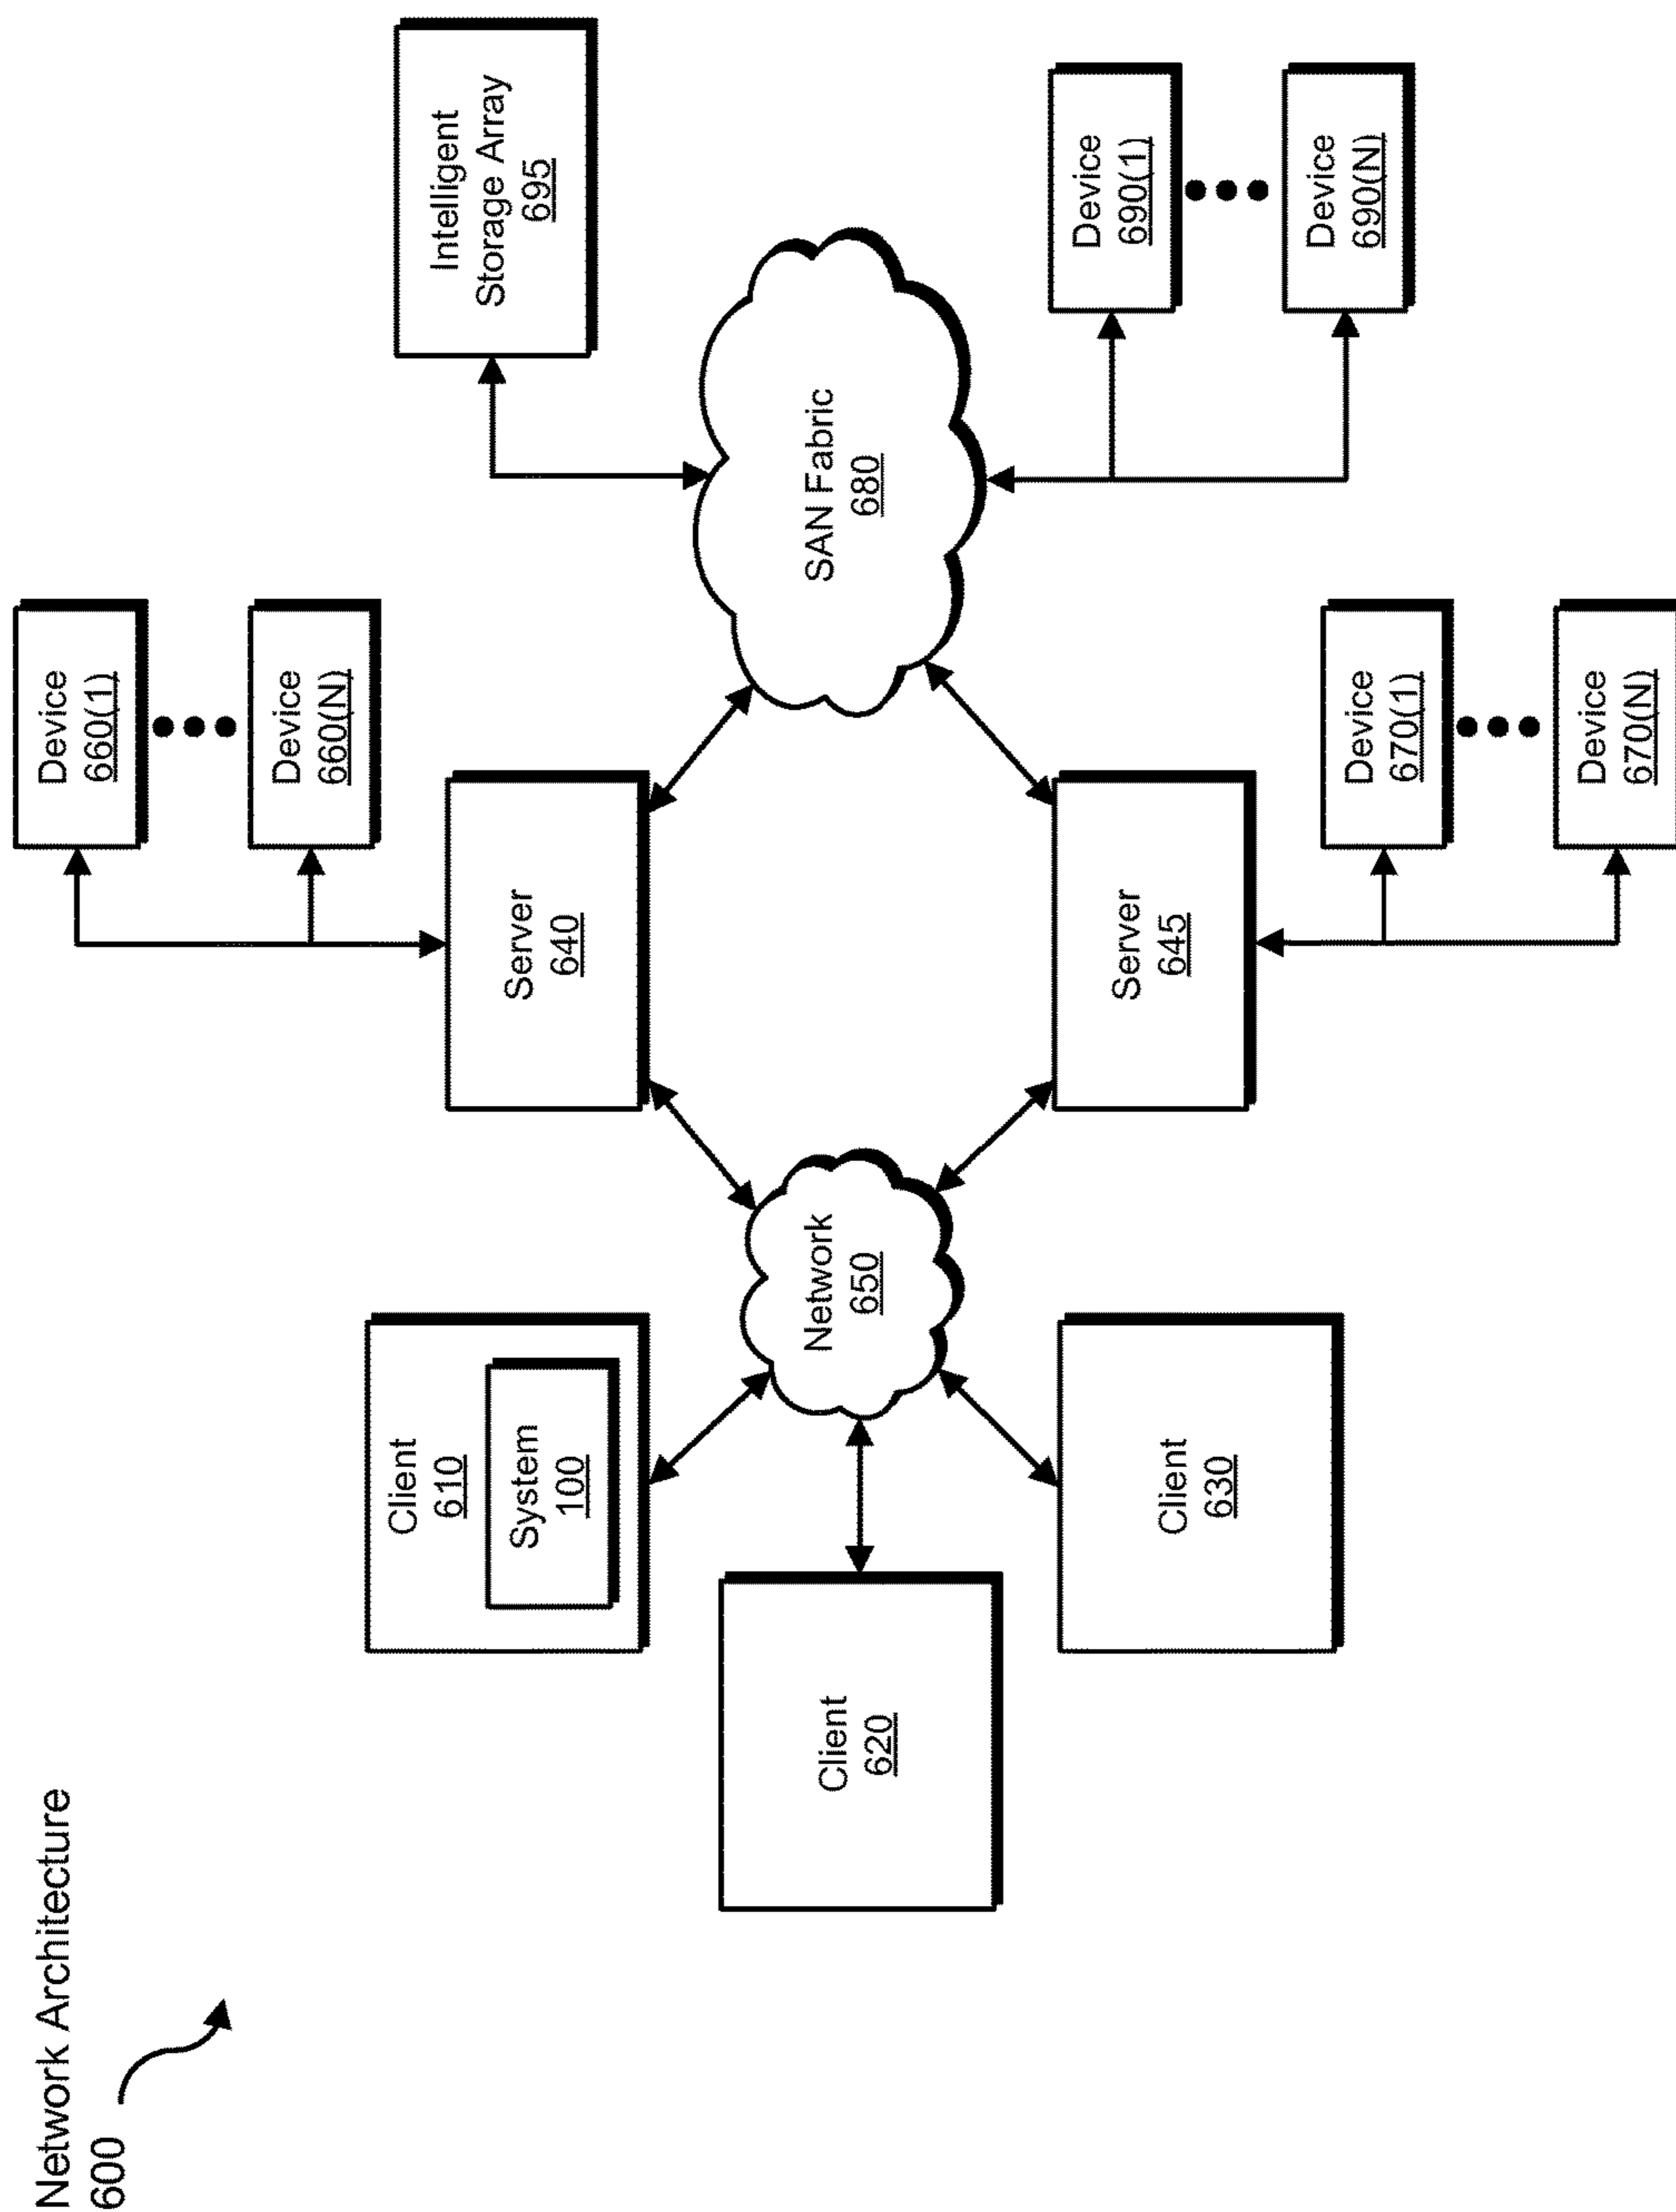 Network Architecture
600
Client
610
System
100
Client
620
Client
630
Network
650
Server
640
Server
645
Device
660(1)
Device
660(N)
Device
670(1)
Device
670(N)
SAN Fabric
680
Intelligent
Storage Array
695
Device
690(1)
Device
690(N)